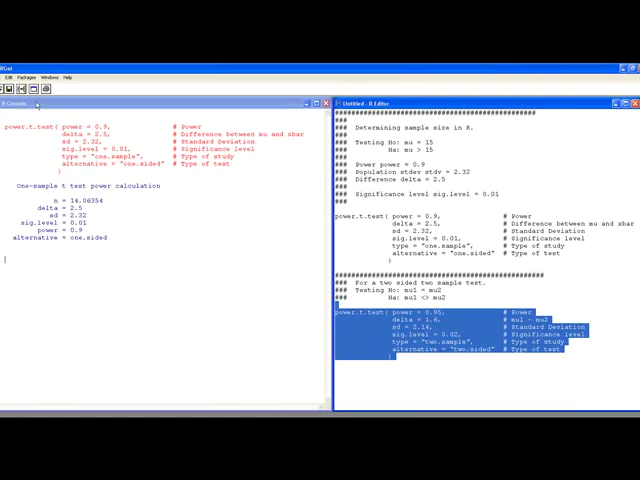 RGui
Edit Packages Windows Help
R Console
power.t.test( power = 0.9, # Power
delta = 2.5, # Difference between mu and xbar
sd = 2.32, # Standard Deviation
sig.level = 0.01, # Significance level
type = "one.sample", # Type of study
alternative = "one.sided" # Type of test
)
One-sample t test power calculation
n = 14.06354
delta = 2.5
sd = 2.32
sig.level = 0.01
power = 0.9
alternative = one.sided
Untitled - R Editor
##############################################
###
### Determining sample size in R.
###
### Testing Ho: mu = 15
### Ha: mu > 15
###
### Power power = 0.9
### Population stdev stdv = 2.32
### Difference delta = 2.5
###
### Significance level sig.level = 0.01
###
power.t.test( power = 0.9, # Power
delta = 2.5, # Difference between mu and xbar
sd = 2.32, # Standard Deviation
sig.level = 0.01, # Significance level
type = "one.sample", # Type of study
alternative = "one.sided" # Type of test
)
################################################
### For a two sided two sample test.
### Testing Ho: mu1 = mu2
### Ha: mu1 <> mu2
power.t.test( power = 0.95, # Power
delta = 1.6, # mu1 - mu2
sd = 2.14, # Standard Deviation
sig.level = 0.02, # Significance level
type = "two.sample", # Type of study
alternative = "two.sided" # Type of test
)